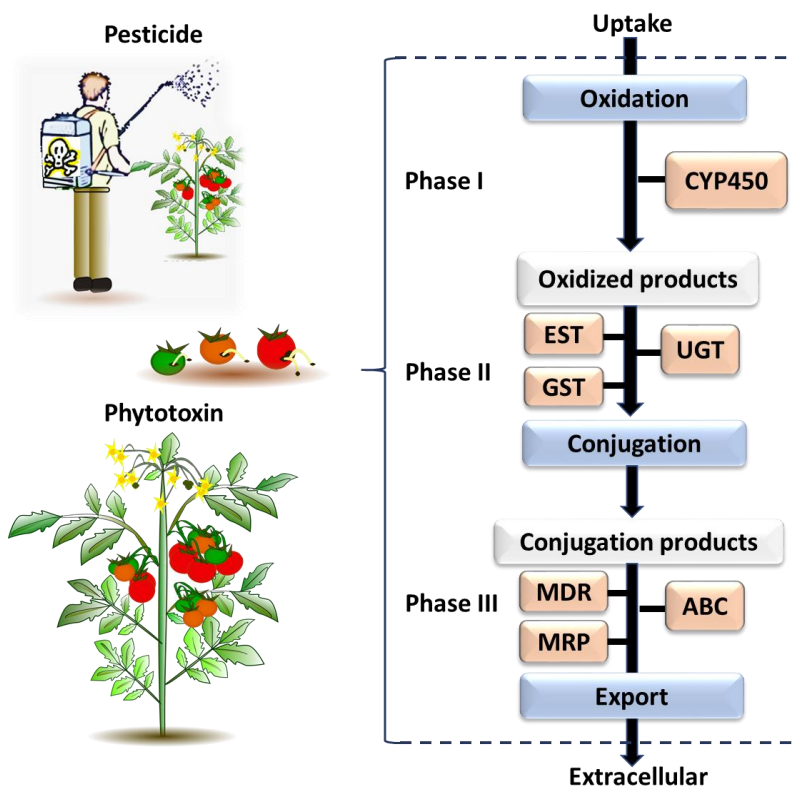 Pesticide
Phytotoxin
Uptake
Oxidation
Phase I
CYP450
Oxidized products
EST
UGT
Phase II
GST
Conjugation
Conjugation products
MDR
ABC
Phase III
MRP
Export
Extracellular